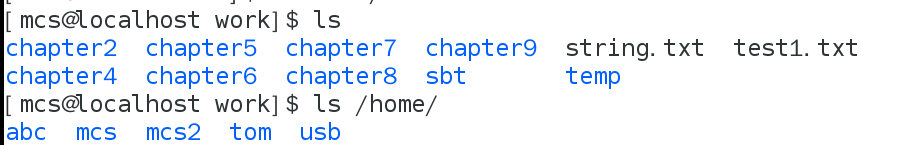 [mcs@localhost work]$ ls
chapter2 chapter5 chapter7 chapter9 string.txt test1.txt
chapter4 chapter6 chapter8 sbt temp
[mcs@localhost work]$ ls /home/
abc mcs mcs2 tom usb